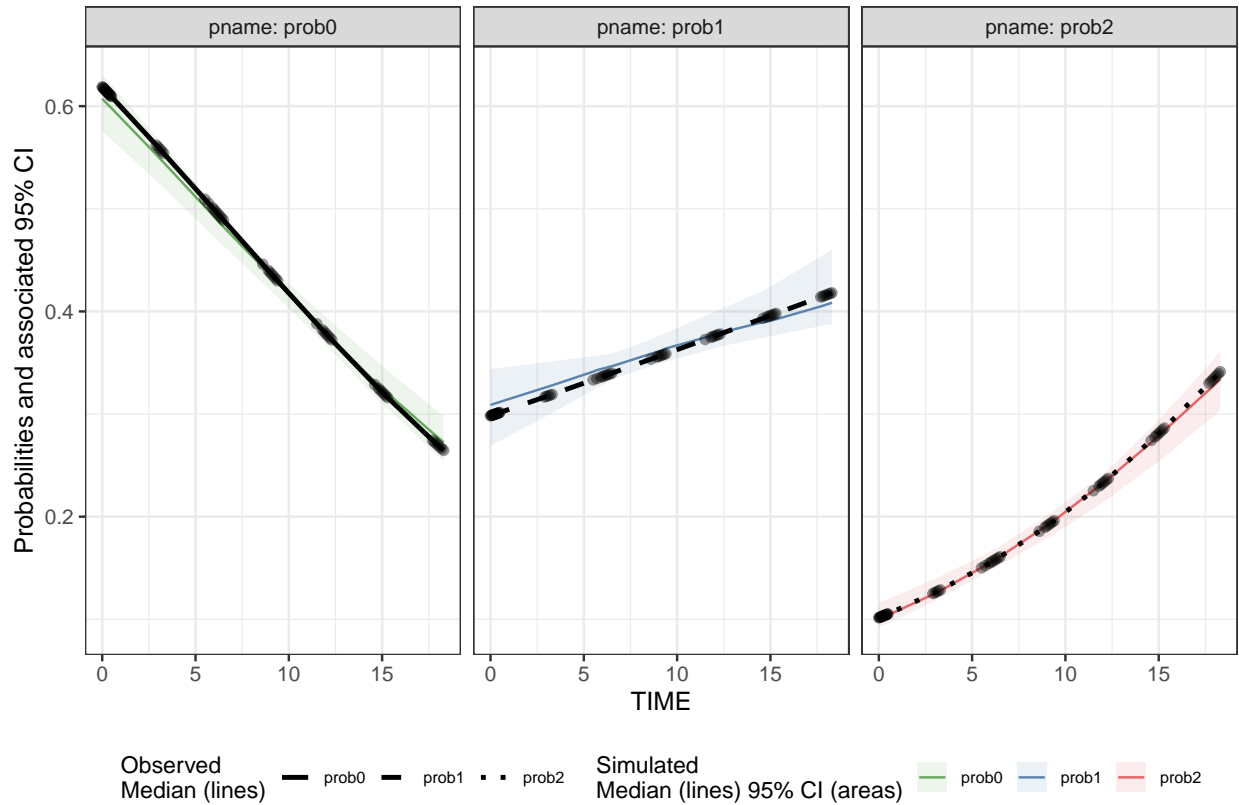 pname: prob0
pname: prob1
pname: prob2
Probabilities and associated 95% CI
0.6
0.4
0.2
0 5 10 15
0 5 10 15
0 5 10 15
TIME
Observed
Median (lines)
prob0
prob1
prob2
Simulated
Median (lines) 95% CI (areas)
prob0
prob1
prob2